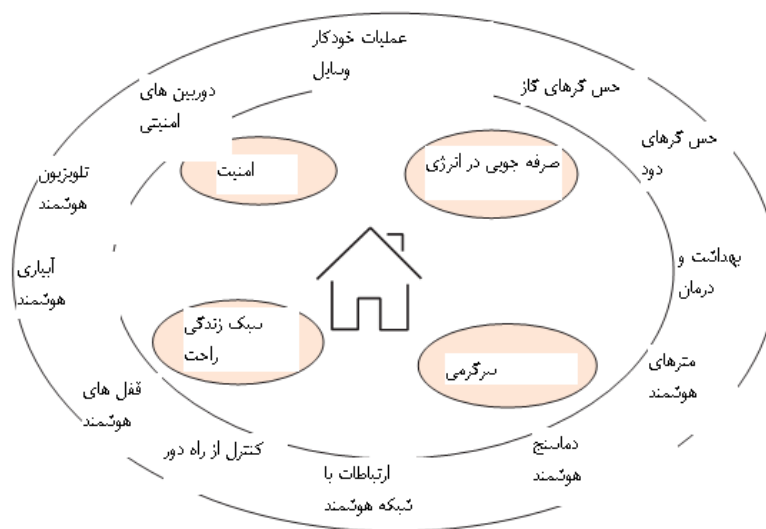 عملیات خودکار
وسایل
دوربین های
امنیتی
حس گرهای گاز
حس گرهای
دود
امنیت
صرفه جویی در انرژی
تلویزیون
هوشمند
بهداشت و
درمان
آبیاری
هوشمند
سبک زندگی
راحت
سرگرمی
مترهای
هوشمند
قفل های
هوشمند
کنترل از راه دور
ارتباطات با
شبکه هوشمند
دماسنج
هوشمند